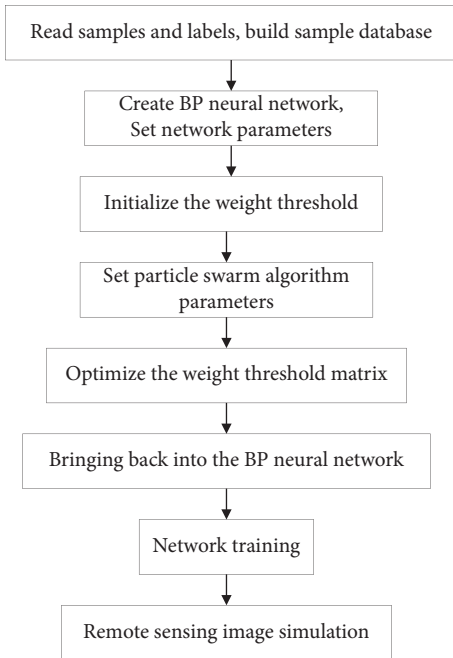 Read samples and labels, build sample database
Create BP neural network,
Set network parameters
Initialize the weight threshold
Set particle swarm algorithm
parameters
Optimize the weight threshold matrix
Bringing back into the BP neural network
Network training
Remote sensing image simulation